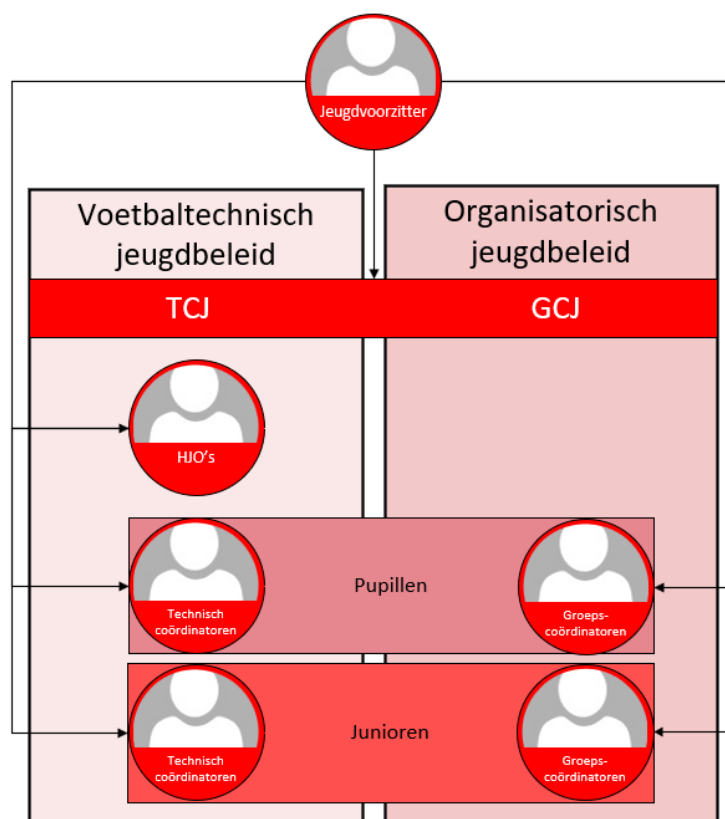 Jeugdvoorzitter
Voetbaltechnisch
jeugdbeleid
Organisatorisch
jeugdbeleid
TCJ
GCJ
HJO's
Technisch
coördinatoren
Pupillen
Groeps-
coördinatoren
Technisch
coördinatoren
Junioren
Groeps-
coördinatoren